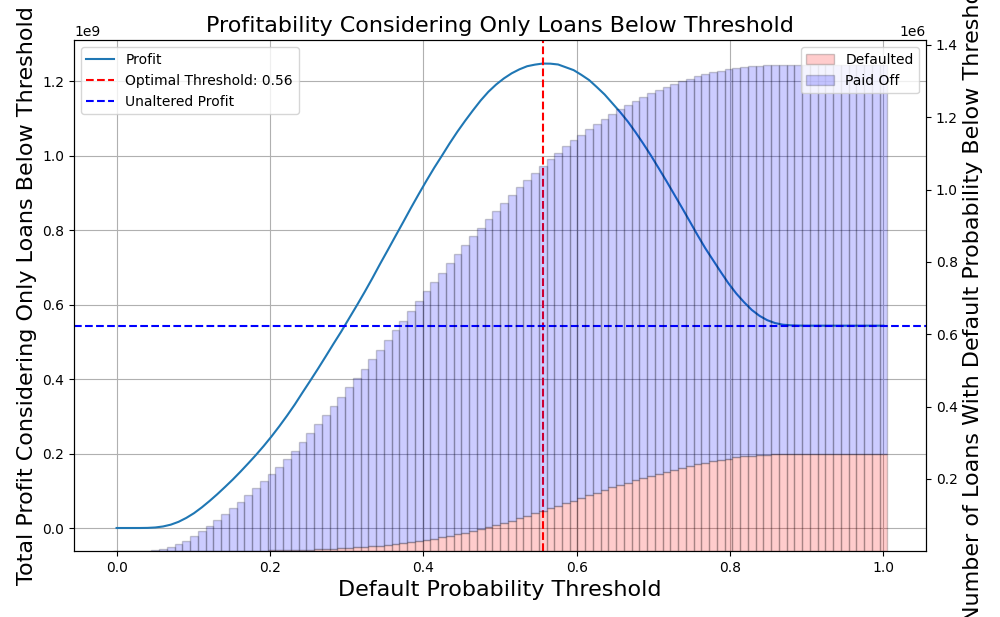 Profitability Considering Only Loans Below Threshold
1e9
1e6
Profit
Optimal Threshold: 0.56
Unaltered Profit
Defaulted
Paid Off
Total Profit Considering Only Loans Below Threshold
1.2
1.0
0.8
0.6
0.4
0.2
0.0
1.4
1.2
1.0
0.8
0.6
0.4
0.2
Number of Loans With Default Probability Below Thresho
0.0 0.2 0.4 0.6 0.8 1.0
Default Probability Threshold